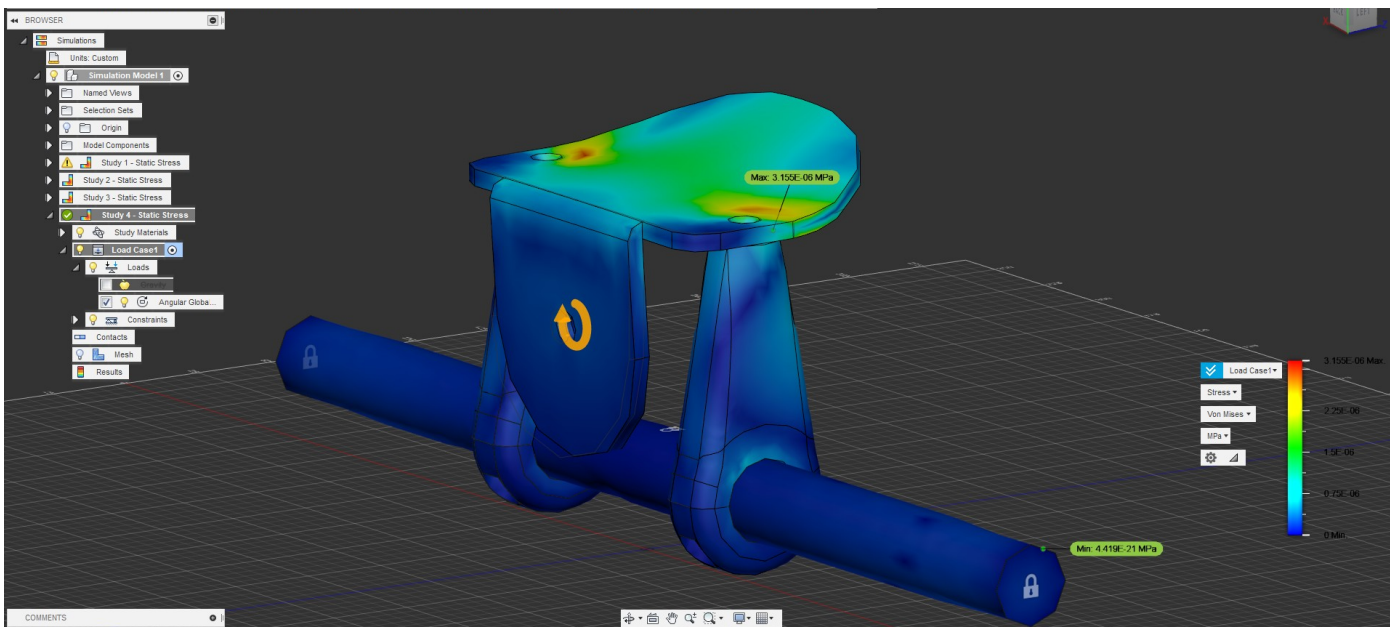 BROWSER
Simulations
Units: Custom
Simulation Model 1
Named Views
Selection Sets
Origin
Model Components
Study 1 - Static Stress
Study 2 - Static Stress
Study 3 - Static Stress
Study 4 - Static Stress
Study Materials
Load Case1
Loads
Gravity
Angular Globa...
Constraints
Contacts
Mesh
Results
Max: 3.155E-06 MPa
Min: 4.419E-21 MPa
Load Case1
Stress
Von Mises
MPa
3.155E-06 Max.
2.25E-06
1.5E-06
0.75E-06
0 Min.
COMMENTS
LEFT
X